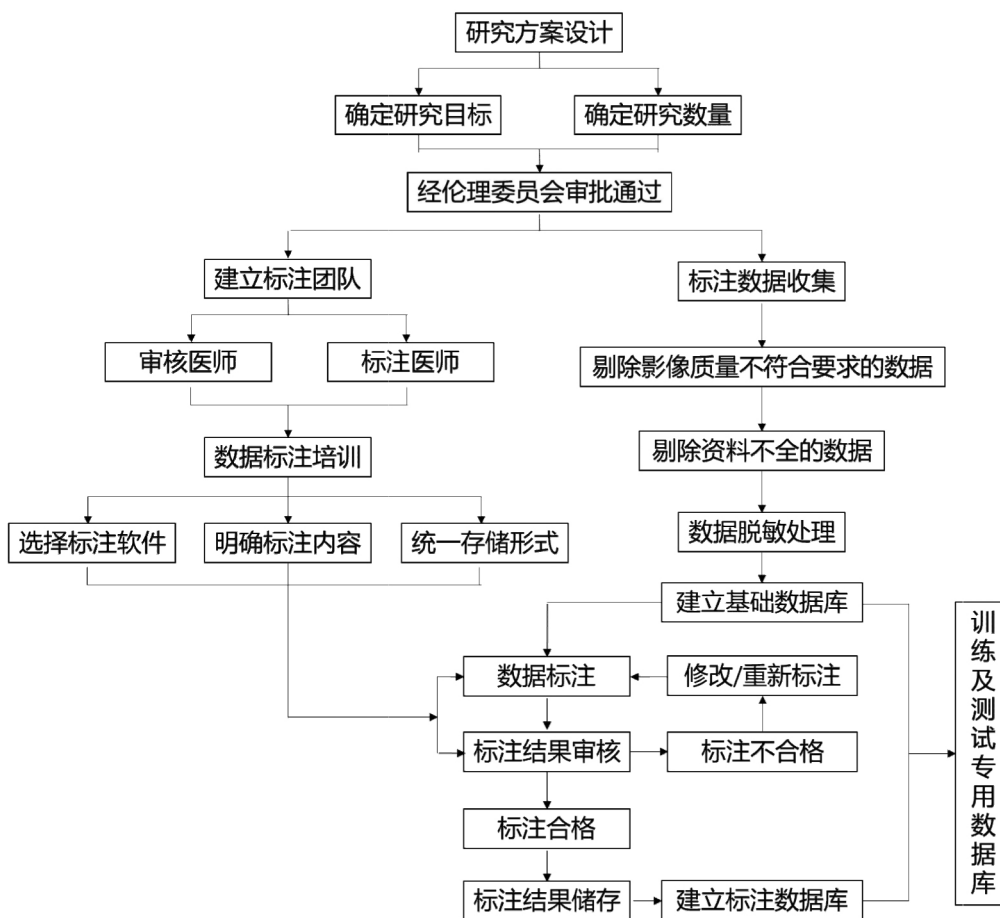 研究方案设计
确定研究目标
确定研究数量
经伦理委员会审批通过
建立标注团队
标注数据收集
审核医师
标注医师
剔除影像质量不符合要求的数据
数据标注培训
剔除资料不全的数据
选择标注软件
明确标注内容
统一存储形式
数据脱敏处理
建立基础数据库
数据标注
修改/重新标注
标注结果审核
标注不合格
标注合格
标注结果储存
建立标注数据库
训练及测试专用数据库